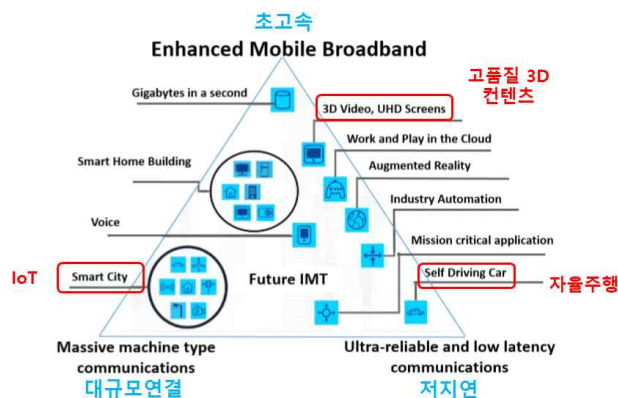 초고속
Enhanced Mobile Broadband
고품질 3D
컨텐츠
Gigabytes in a second
3D Video, UHD Screens
Work and Play in the Cloud
Smart Home Building
Augmented Reality
Industry Automation
Voice
Mission critical application
IoT
Smart City
Future IMT
Self Driving Car
자율주행
Massive machine type
communications
대규모연결
Ultra-reliable and low latency
communications
저지연